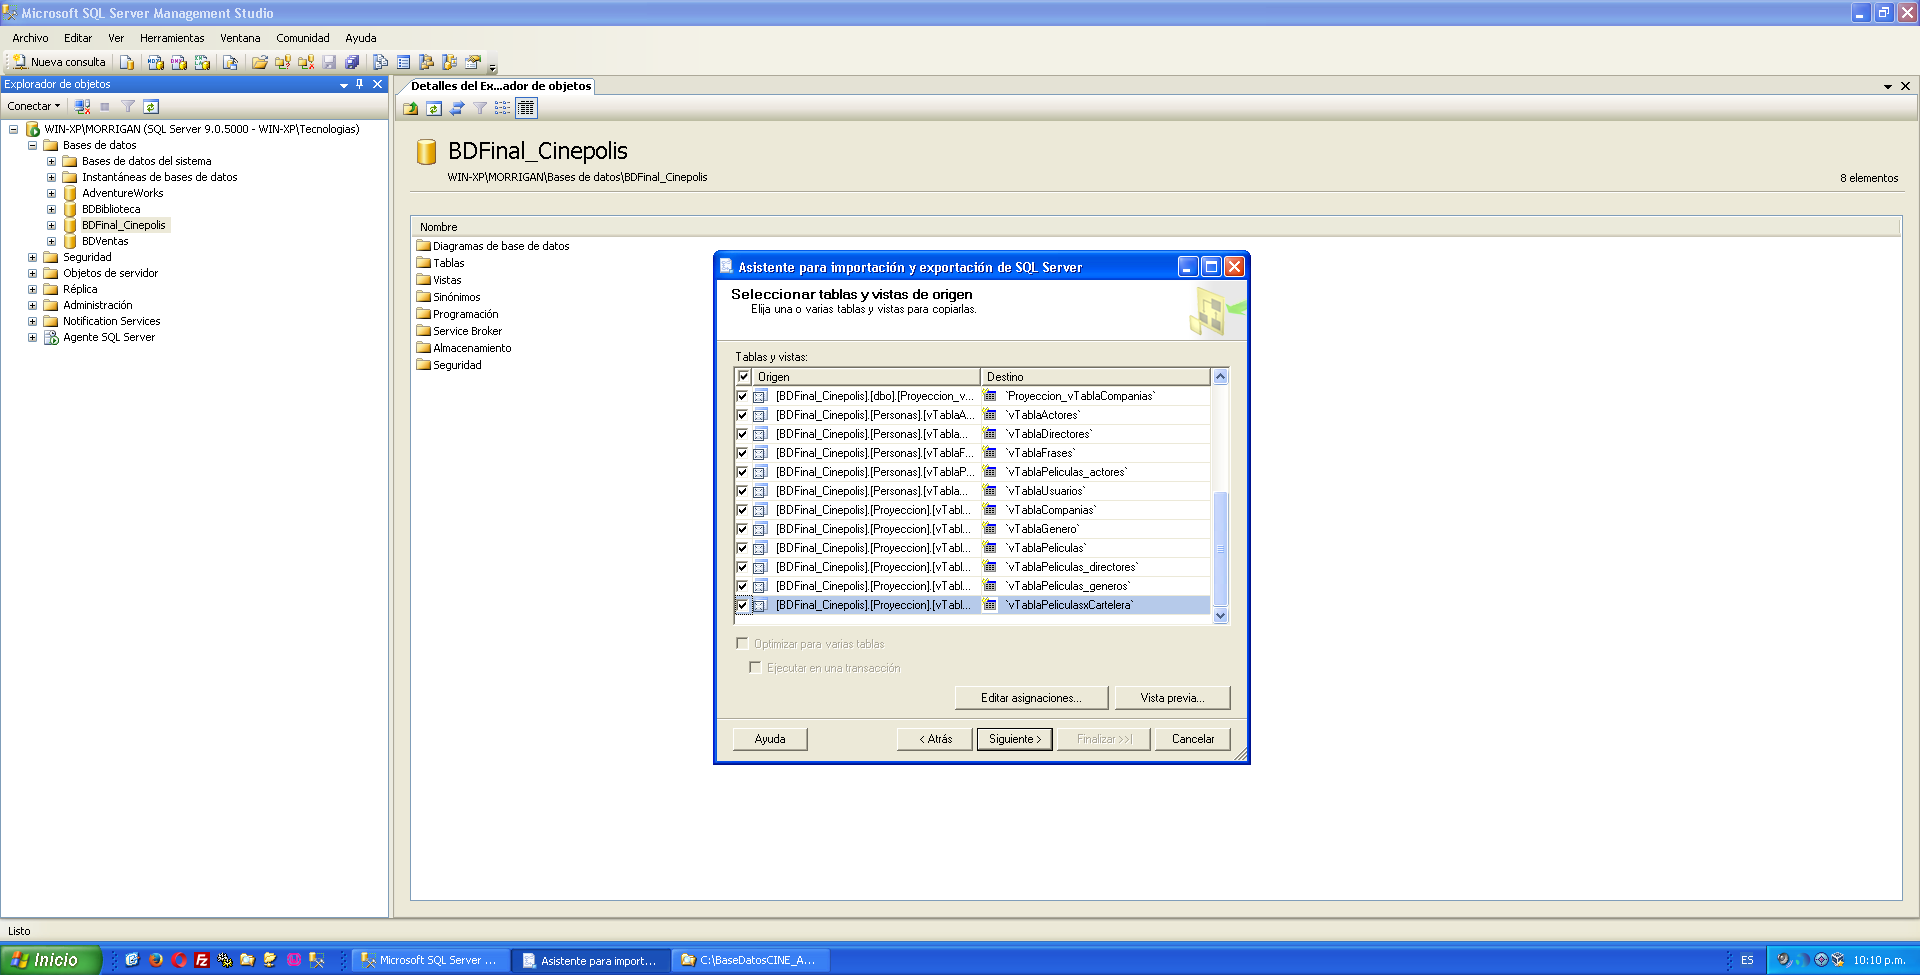 Microsoft SQL Server Management Studio
Archivo Editar Ver Herramientas Ventana Comunidad Ayuda
Nueva consulta
Explorador de objetos
Conectar
WIN-XP\MORRIGAN (SQL Server 9.0.5000 - WIN-XP\Tecnologias)
Bases de datos
Bases de datos del sistema
Instantáneas de bases de datos
AdventureWorks
BDBiblioteca
BDFinal_Cinepolis
BDVentas
Seguridad
Objetos de servidor
Réplica
Administración
Notification Services
Agente SQL Server
Detalles del Ex...ador de objetos
BDFinal_Cinepolis
WIN-XP\MORRIGAN\Bases de datos\BDFinal_Cinepolis
8 elementos
Nombre
Diagramas de base de datos
Tablas
Vistas
Sinónimos
Programación
Service Broker
Almacenamiento
Seguridad
Asistente para importación y exportación de SQL Server
Seleccionar tablas y vistas de origen
Elija una o varias tablas y vistas para copiarlas.
Tablas y vistas:
Origen Destino
[BDFinal_Cinepolis].[dbo].[Proyeccion_v... `Proyeccion_vTablaCompanias`
[BDFinal_Cinepolis].[Personas].[vTablaA... `vTablaActores`
[BDFinal_Cinepolis].[Personas].[vTabla... `vTablaDirectores`
[BDFinal_Cinepolis].[Personas].[vTablaF... `vTablaFrases`
[BDFinal_Cinepolis].[Personas].[vTablaP... `vTablaPeliculas_actores`
[BDFinal_Cinepolis].[Personas].[vTabla... `vTablaUsuarios`
[BDFinal_Cinepolis].[Proyeccion].[vTabl... `vTablaCompanias`
[BDFinal_Cinepolis].[Proyeccion].[vTabl... `vTablaGenero`
[BDFinal_Cinepolis].[Proyeccion].[vTabl... `vTablaPeliculas`
[BDFinal_Cinepolis].[Proyeccion].[vTabl... `vTablaPeliculas_directores`
[BDFinal_Cinepolis].[Proyeccion].[vTabl... `vTablaPeliculas_generos`
[BDFinal_Cinepolis].[Proyeccion].[vTabl... `vTablaPeliculasxCartelera`
Optimizar para varias tablas
Ejecutar en una transacción
Editar asignaciones... Vista previa...
Ayuda < Atrás Siguiente > Finalizar >>| Cancelar
Listo
Inicio Microsoft SQL Server ... Asistente para import... C:\BaseDatosCINE_A... ES 10:10 p.m.